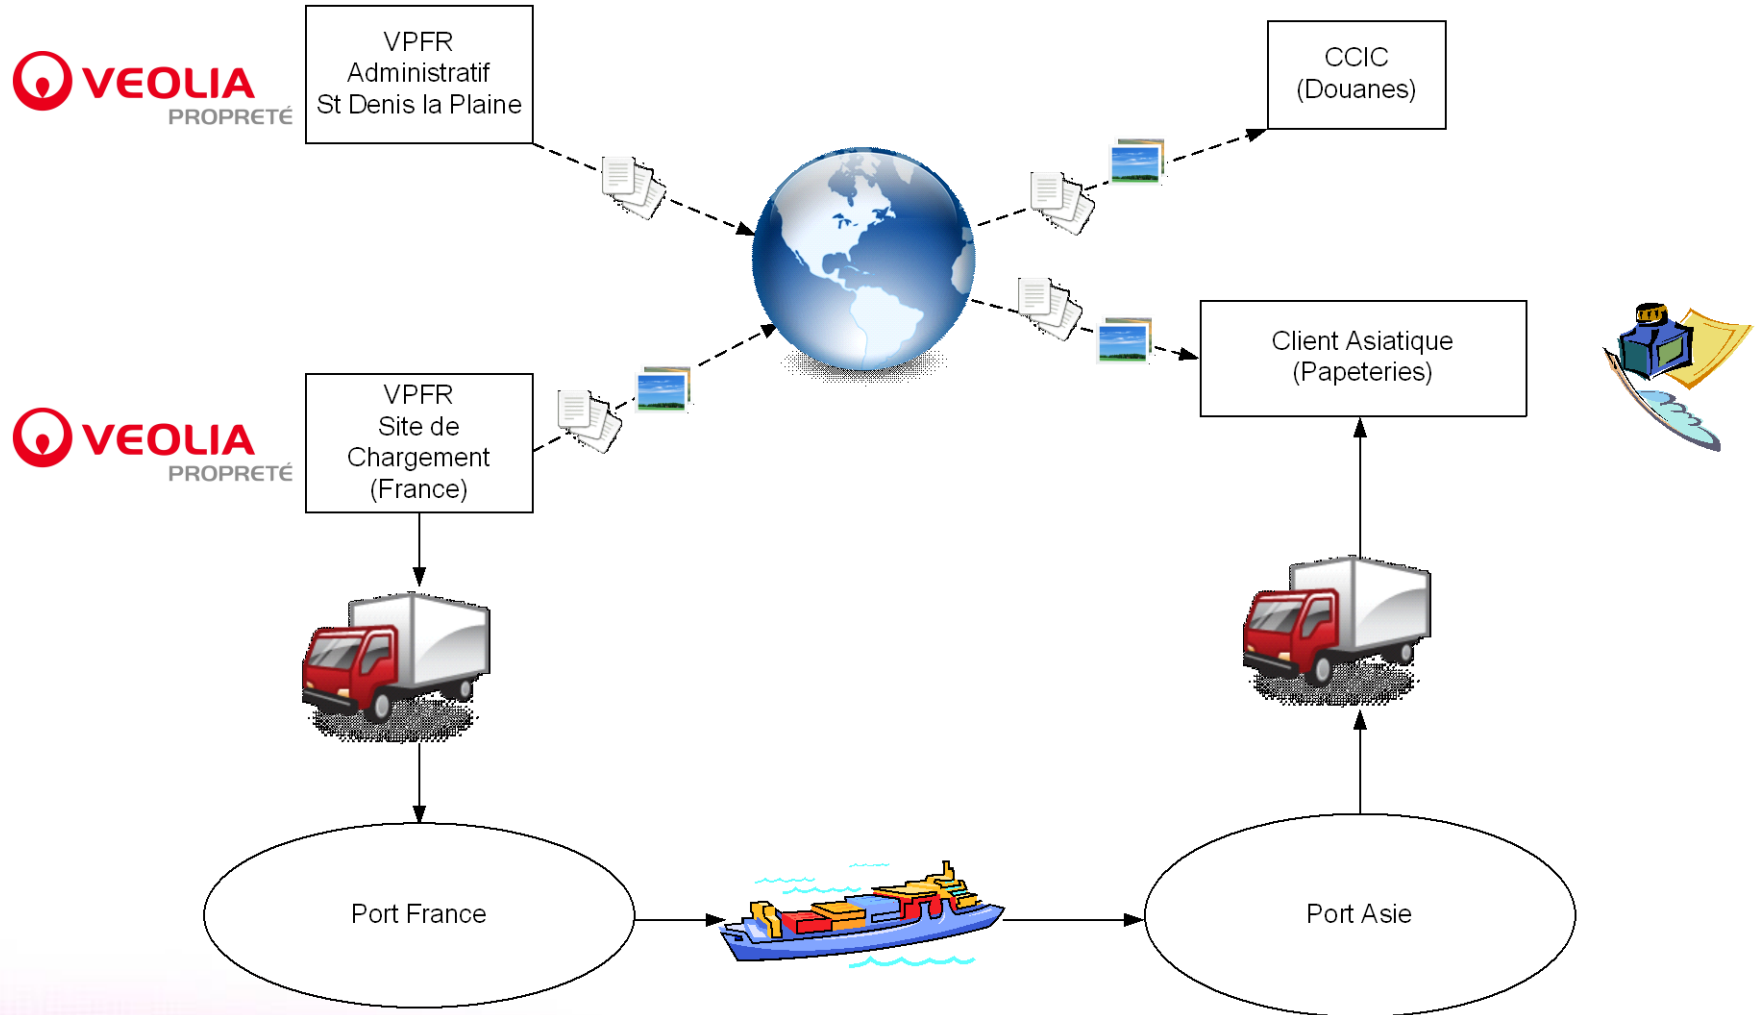 VEOLIA
PROPRETÉ
VPFR
Administratif
St Denis la Plaine
CCIC
(Douanes)
Client Asiatique
(Papeteries)
VEOLIA
PROPRETÉ
VPFR
Site de
Chargement
(France)
Port France
Port Asie